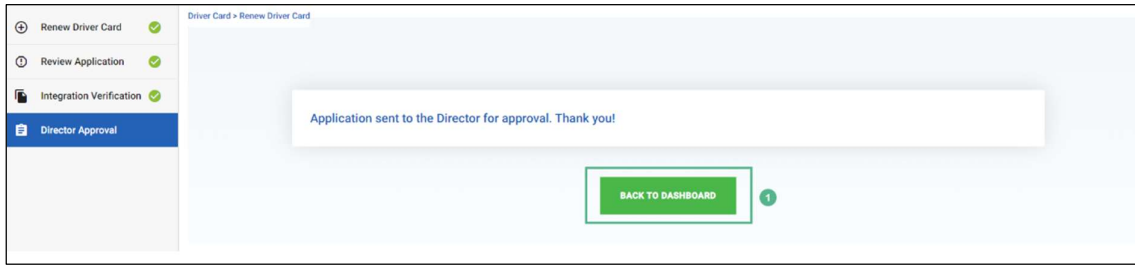 Driver Card > Renew Driver Card
Renew Driver Card
Review Application
Integration Verification
Director Approval
Application sent to the Director for approval. Thank you!
BACK TO DASHBOARD
1